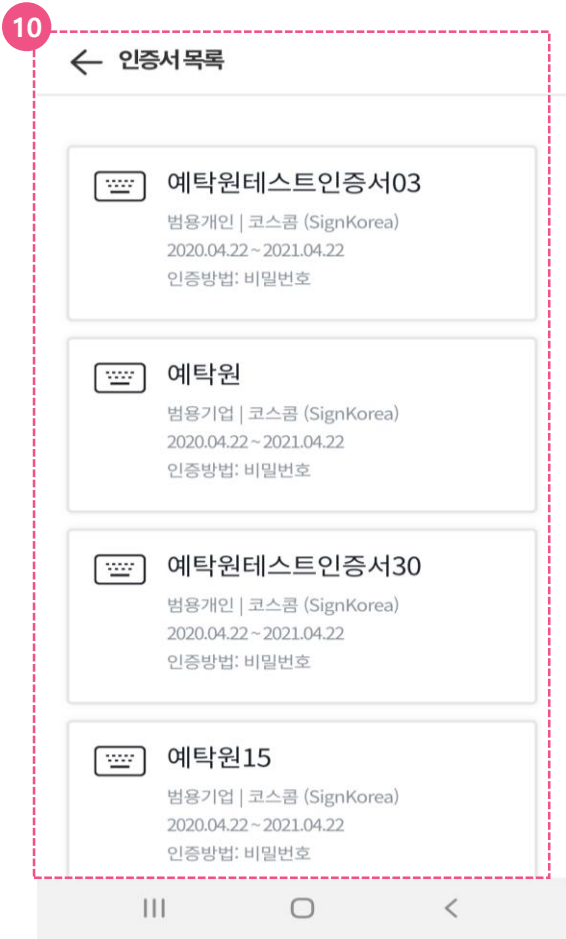 10
인증서 목록
예탁원테스트인증서03
범용개인 | 코스콤 (SignKorea)
2020.04.22 ~ 2021.04.22
인증방법: 비밀번호
예탁원
범용기업 | 코스콤 (SignKorea)
2020.04.22 ~ 2021.04.22
인증방법: 비밀번호
예탁원테스트인증서30
범용개인 | 코스콤 (SignKorea)
2020.04.22 ~ 2021.04.22
인증방법: 비밀번호
예탁원15
범용기업 | 코스콤 (SignKorea)
2020.04.22 ~ 2021.04.22
인증방법: 비밀번호